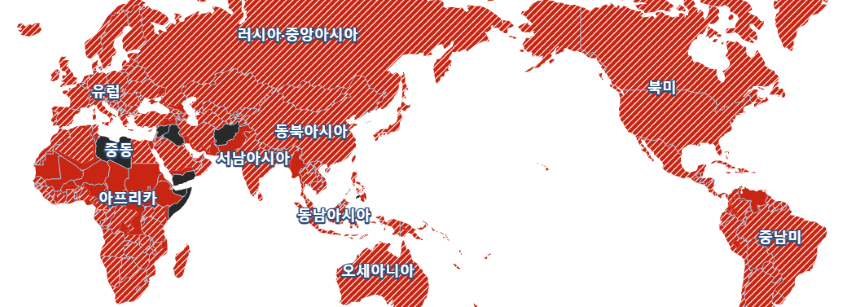 러시아·중앙아시아
유럽
북미
동북아시아
중동
서남아시아
아프리카
동남아시아
중남미
오세아니아